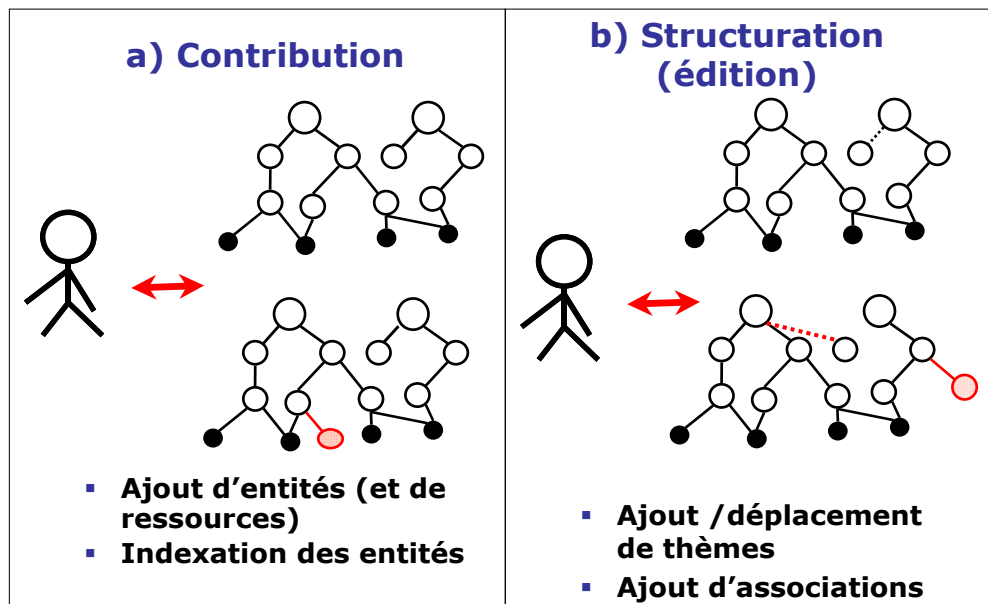 a) Contribution
▪ Ajout d’entités (et de
ressources)
▪ Indexation des entités
b) Structuration
(édition)
▪ Ajout /déplacement
de thèmes
▪ Ajout d’associations